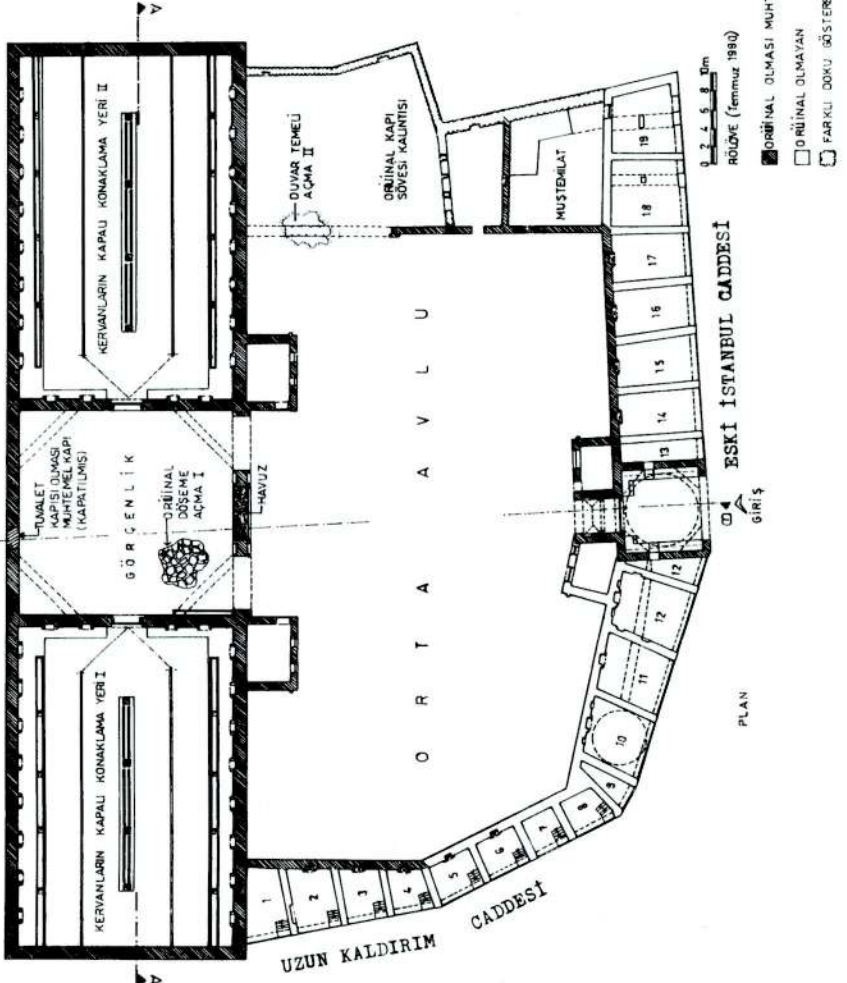 A
A
KERVANLARIN KAPALI KONAKLAMA YERİ II
TUVALET
KAPISI OLMASI
MUHTEMEL KAPI
(KAPATILMIŞ)
GÖRÇENLİK
ORİJİNAL
DÖŞEME
AÇMA I
HAVUZ
KERVANLARIN KAPALI KONAKLAMA YERİ I
DUVAR TEMELİ
AÇMA II
ORİJİNAL KAPI
SÖVESİ KALINTISI
MUŞTEMİLAT
ORTA AVLU
1
2
3
4
5
6
7
8
9
10
11
12
12
13
14
15
16
17
18
19
UZUN KALDIRIM CADDESİ
ESKİ İSTANBUL CADDESİ
B
GİRİŞ
PLAN
0 2 4 6 8 10m
RÖLÖVE (Temmuz 1980)
ORİJİNAL OLMASI
ORİJİNAL OLMAYAN
FARKLI DOKU